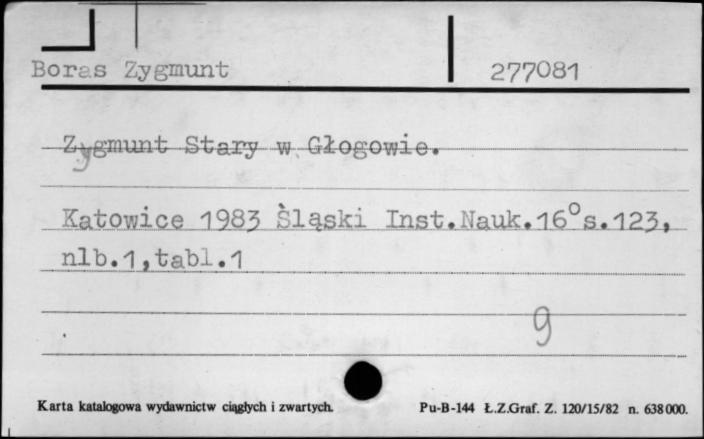 Boras Zygmunt 277081
Zygmunt Stary w Głogowie.
Katowice 1983 Śląski Inst.Nauk.16°s.123,
nlb.1,tabl.1
9
Karta katalogowa wydawnictw ciągłych i zwartych. Pu-B-144 Ł.Z.Graf. Z. 120/15/82 n. 638000.